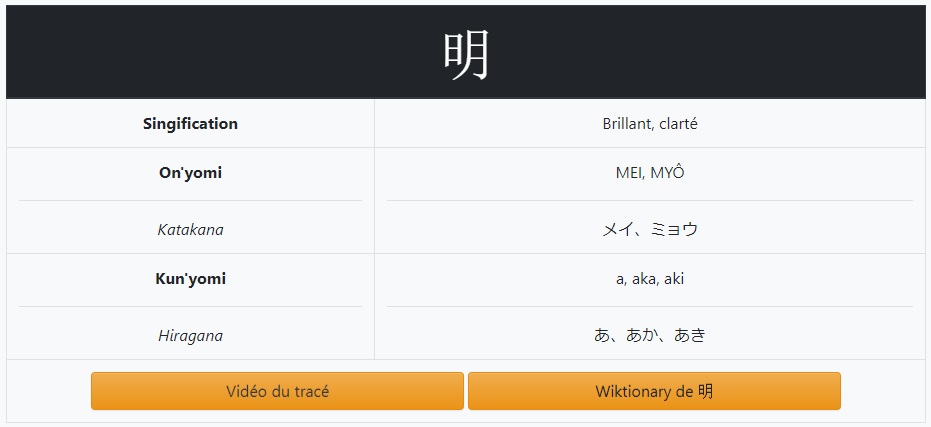 明
Singification
Brillant, clarté
On'yomi
MEI, MYÔ
Katakana
メイ、ミョウ
Kun'yomi
a, aka, aki
Hiragana
あ、あか、あき
Vidéo du tracé
Wiktionary de 明